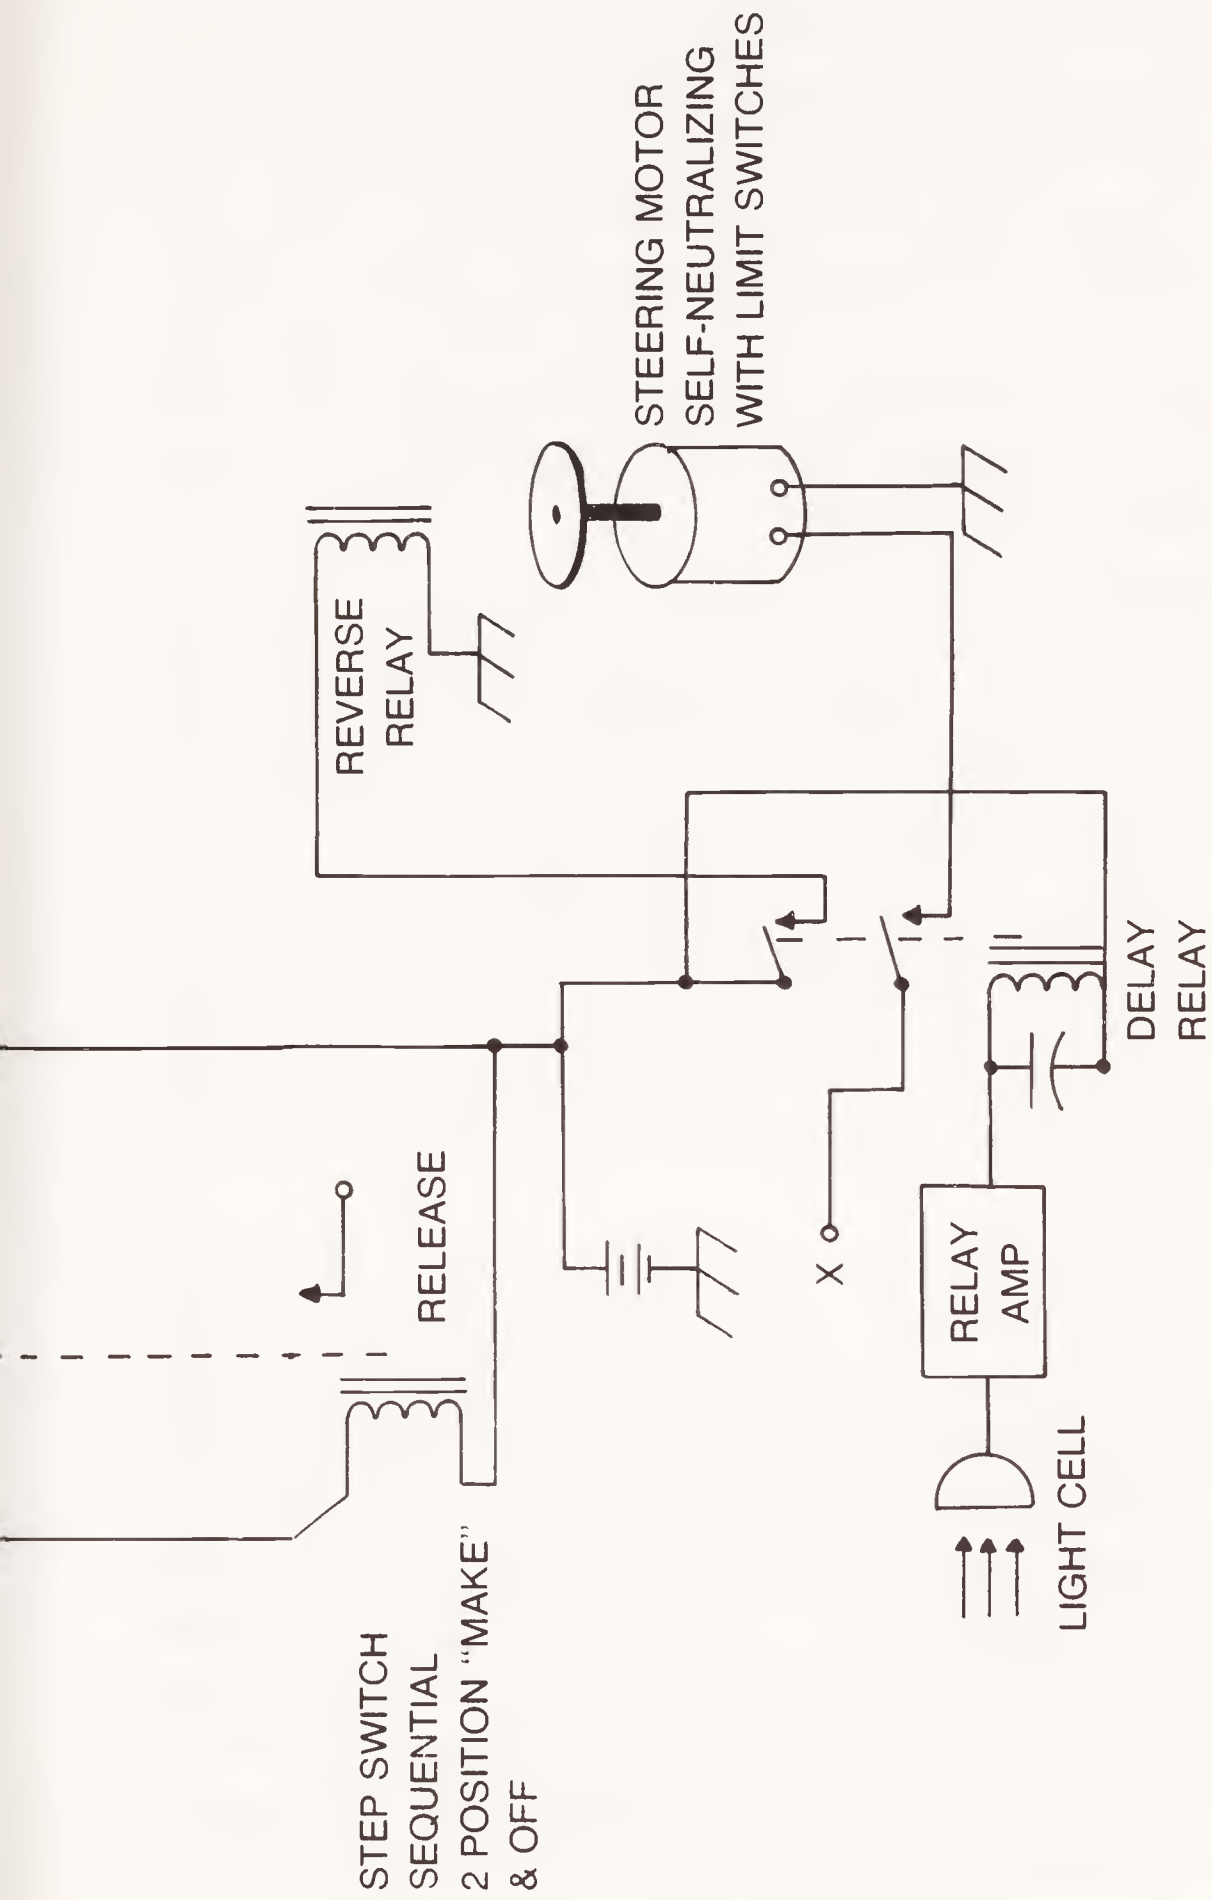 STEP SWITCH
SEQUENTIAL
2 POSITION “MAKE”
& OFF
RELEASE
REVERSE
RELAY
STEERING MOTOR
SELF-NEUTRALIZING
WITH LIMIT SWITCHES
X
LIGHT CELL
RELAY
AMP
DELAY
RELAY